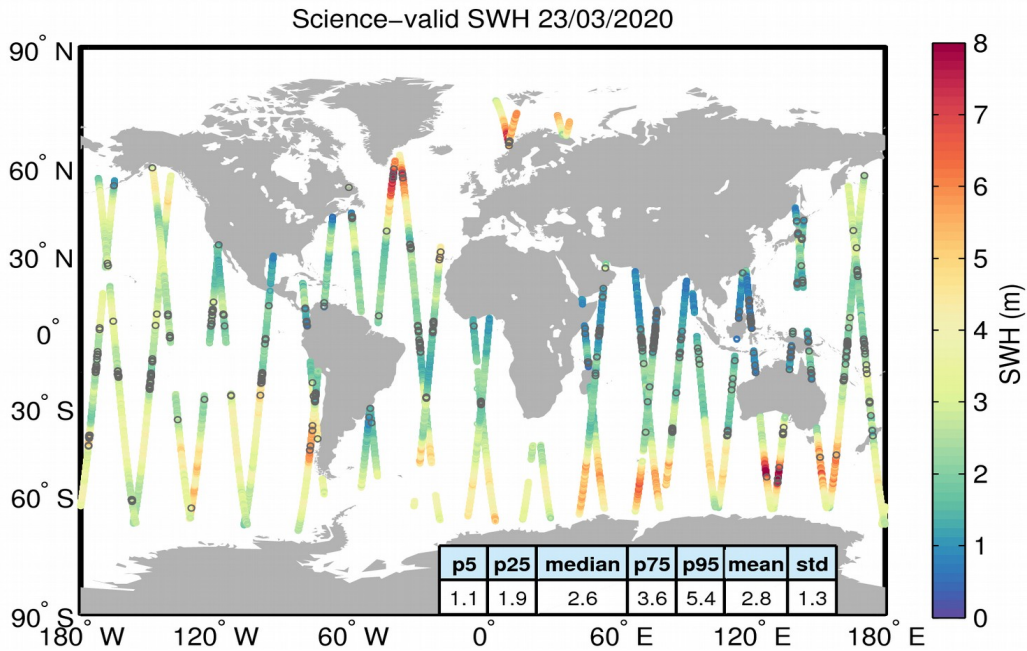 Science−valid SWH 23/03/2020
90° N
60° N
30° N
0°
30° S
60° S
90° S
180° W
120° W
60° W
0°
60° E
120° E
180° E
p5 p25 median p75 p95 mean std
1.1 1.9 2.6 3.6 5.4 2.8 1.3
8
7
6
5
4
3
2
1
0
SWH (m)